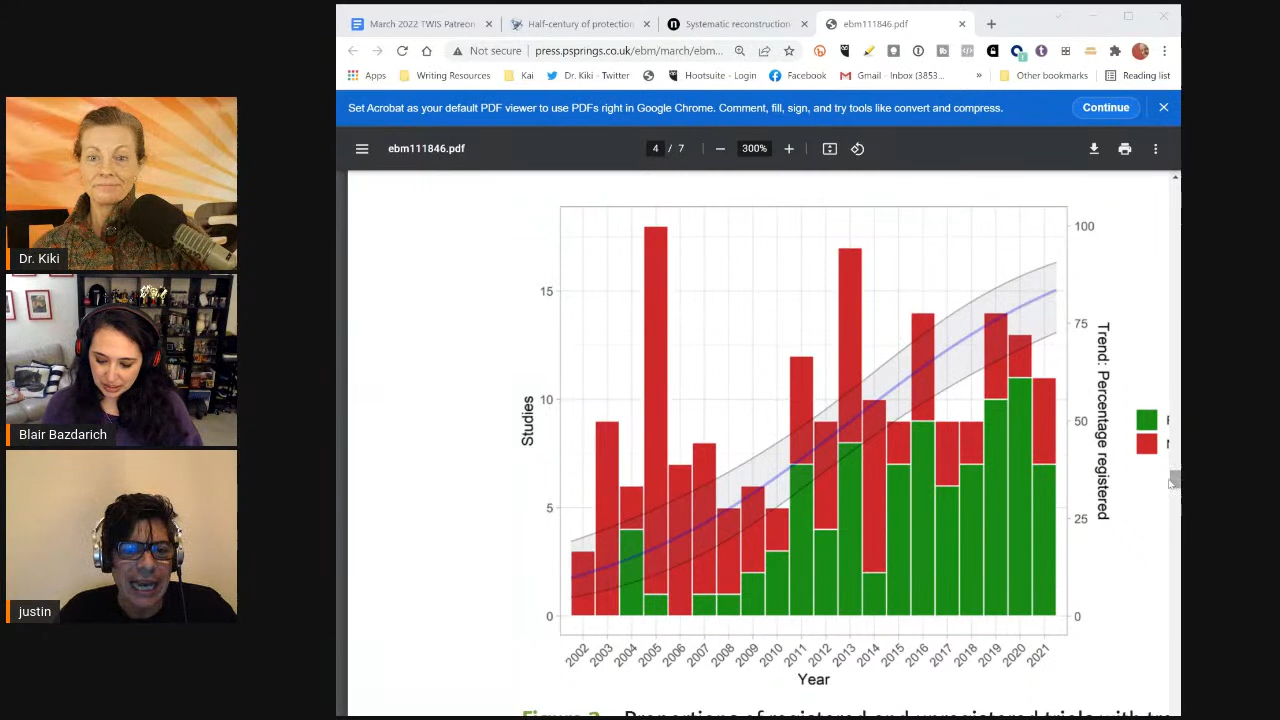 Dr. Kiki
Blair Bazdarich
justin
March 2022 TWIS Patreon
Half-century of protection
Systematic reconstruction
ebm111846.pdf
Not secure
press.psprings.co.uk/ebm/march/ebm...
Apps
Writing Resources
Kai
Dr. Kiki - Twitter
Hootsuite - Login
Facebook
Gmail - Inbox (3853...
»
Other bookmarks
Reading list
Set Acrobat as your default PDF viewer to use PDFs right in Google Chrome. Comment, fill, sign, and try tools like convert and compress.
Continue
ebm111846.pdf
4 / 7
300%
Studies
15
10
5
0
100
75
50
25
0
Trend: Percentage registered
2002 2003 2004 2005 2006 2007 2008 2009 2010 2011 2012 2013 2014 2015 2016 2017 2018 2019 2020 2021
Year